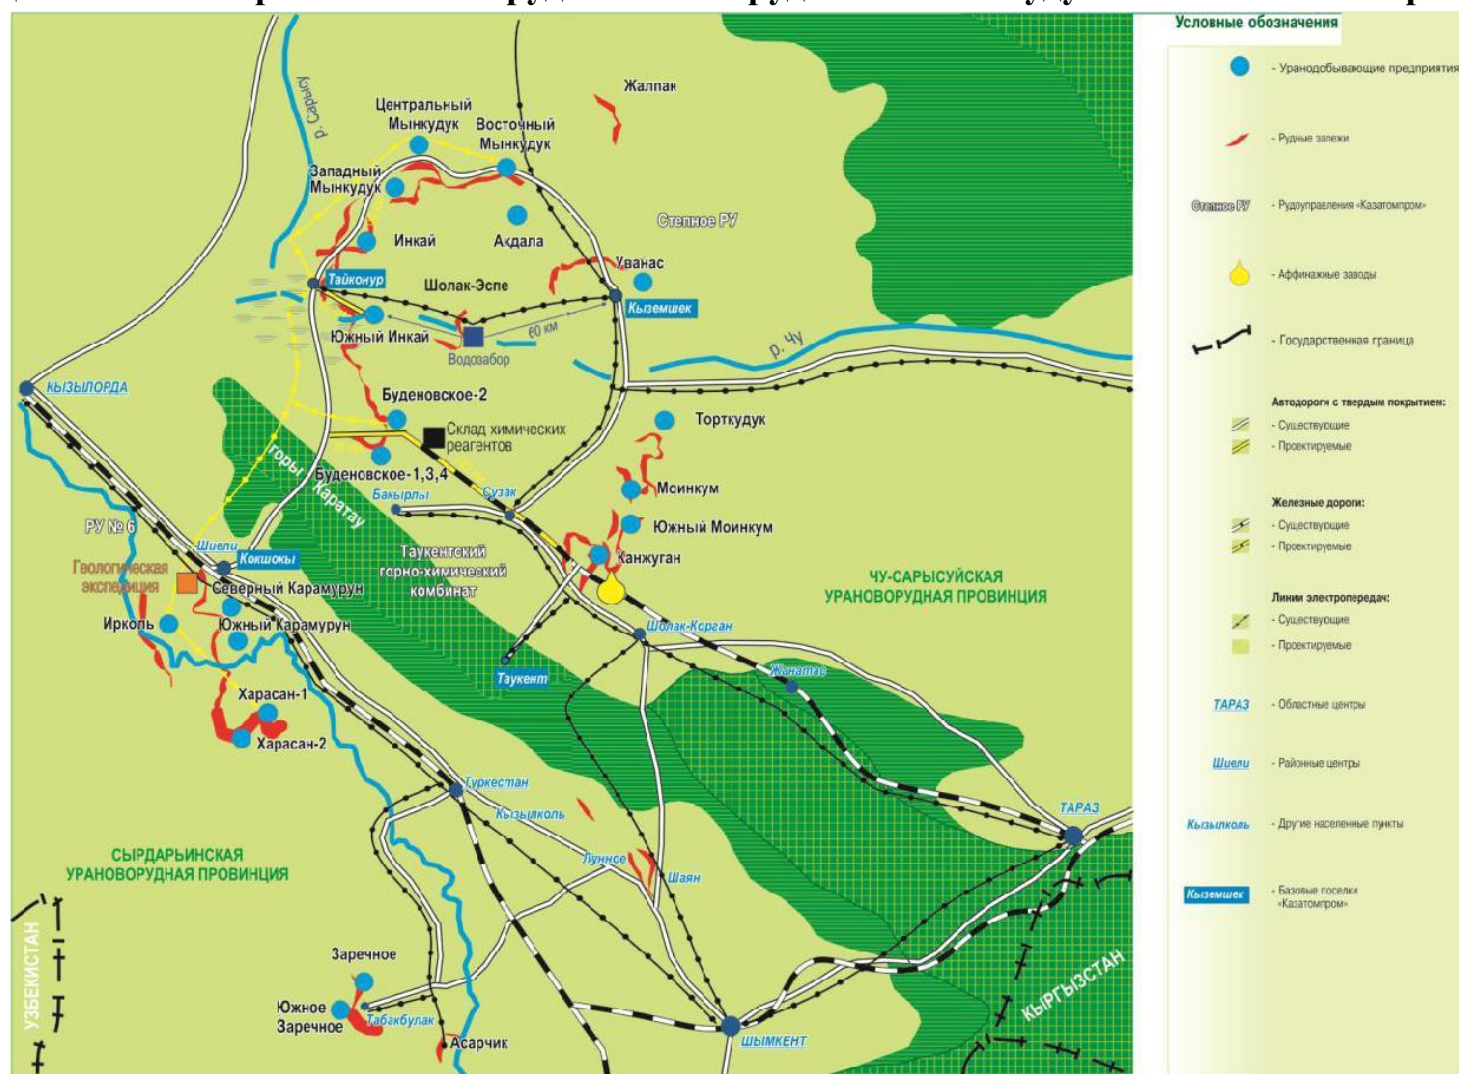 Условные обозначения
- Уранодобывающие предприятия
- Рудные залежи
Степное РУ
- Рудоуправления «Казатомпром»
- Аффинажные заводы
- Государственная граница
Автодороги с твердым покрытием:
- Существующие
- Проектируемые
Железные дороги:
- Существующие
- Проектируемые
Линии электропередач:
- Существующие
- Проектируемые
ТАРАЗ
- Областные центры
Шиели
- Районные центры
Кызылколь
- Другие населенные пункты
Кыземшек
- Базовые поселки
«Казатомпром»
р. Сарысу
Жалпак
Центральный
Мынкудук
Восточный
Мынкудук
Западный
Мынкудук
Степное РУ
Инкай
Акдала
Уванас
Тайконур
Шолак-Эспе
Кыземшек
60 км
Южный Инкай
Водозабор
р. Чу
КЫЗЫЛОРДА
Буденовское-2
Торткудук
Склад химических
реагентов
горы Каратау
Буденовское-1,3,4
Бакырлы
Сузак
Моинкум
РУ № 6
Южный Моинкум
Шиели
Кокшокы
Канжуган
Таукентский
горно-химический
комбинат
Геологическая
экспедиция
Северный Карамурун
ЧУ-САРЫСУЙСКАЯ
УРАНОВОРУДНАЯ ПРОВИНЦИЯ
Ирколь
Южный Карамурун
Шолак-Корган
Таукент
Жанатас
Харасан-1
Харасан-2
Туркестан
Кызылколь
ТАРАЗ
СЫРДАРЬИНСКАЯ
УРАНОВОРУДНАЯ ПРОВИНЦИЯ
Лунное
Шаян
УЗБЕКИСТАН
Заречное
КЫРГЫЗСТАН
Южное
Заречное
Табакбулак
Асарчик
ШЫМКЕНТ